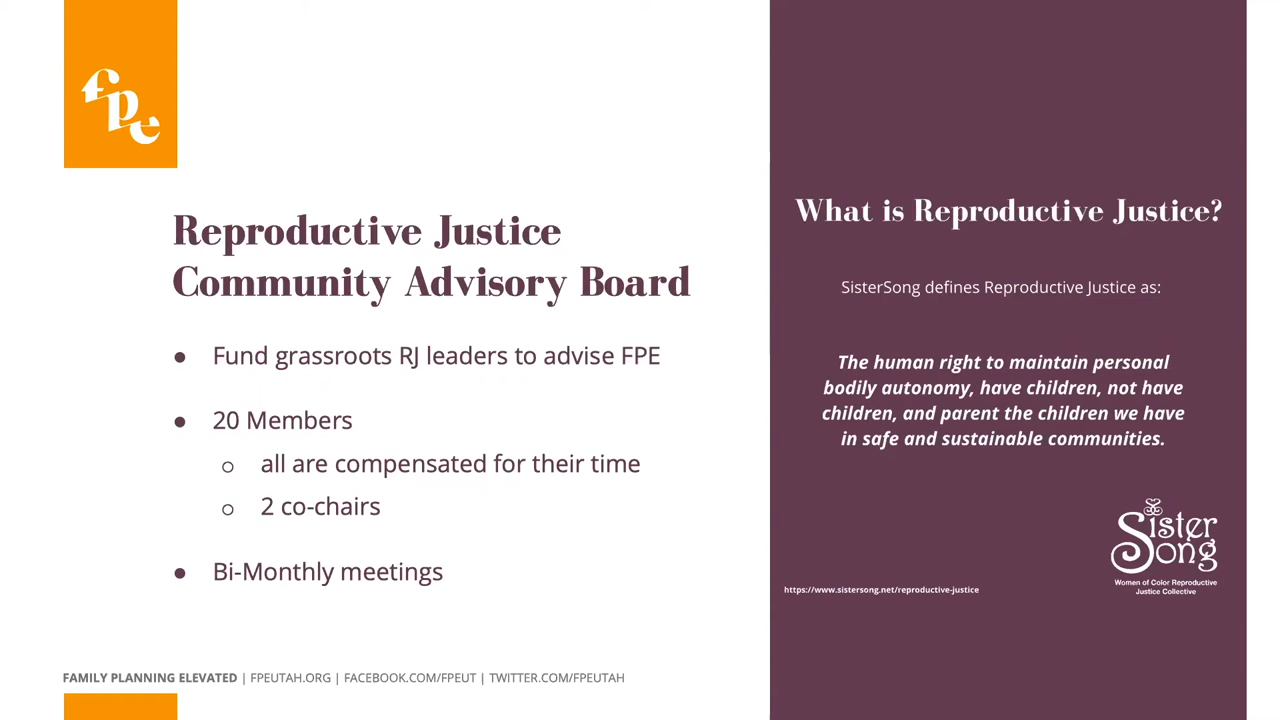 fpe
Reproductive Justice
Community Advisory Board
● Fund grassroots RJ leaders to advise FPE
● 20 Members
○ all are compensated for their time
○ 2 co-chairs
● Bi-Monthly meetings
FAMILY PLANNING ELEVATED | FPEUTAH.ORG | FACEBOOK.COM/FPEUT | TWITTER.COM/FPEUTAH
What is Reproductive Justice?
SisterSong defines Reproductive Justice as:
The human right to maintain personal
bodily autonomy, have children, not have
children, and parent the children we have
in safe and sustainable communities.
Sister
Song
Women of Color Reproductive
Justice Collective
https://www.sistersong.net/reproductive-justice